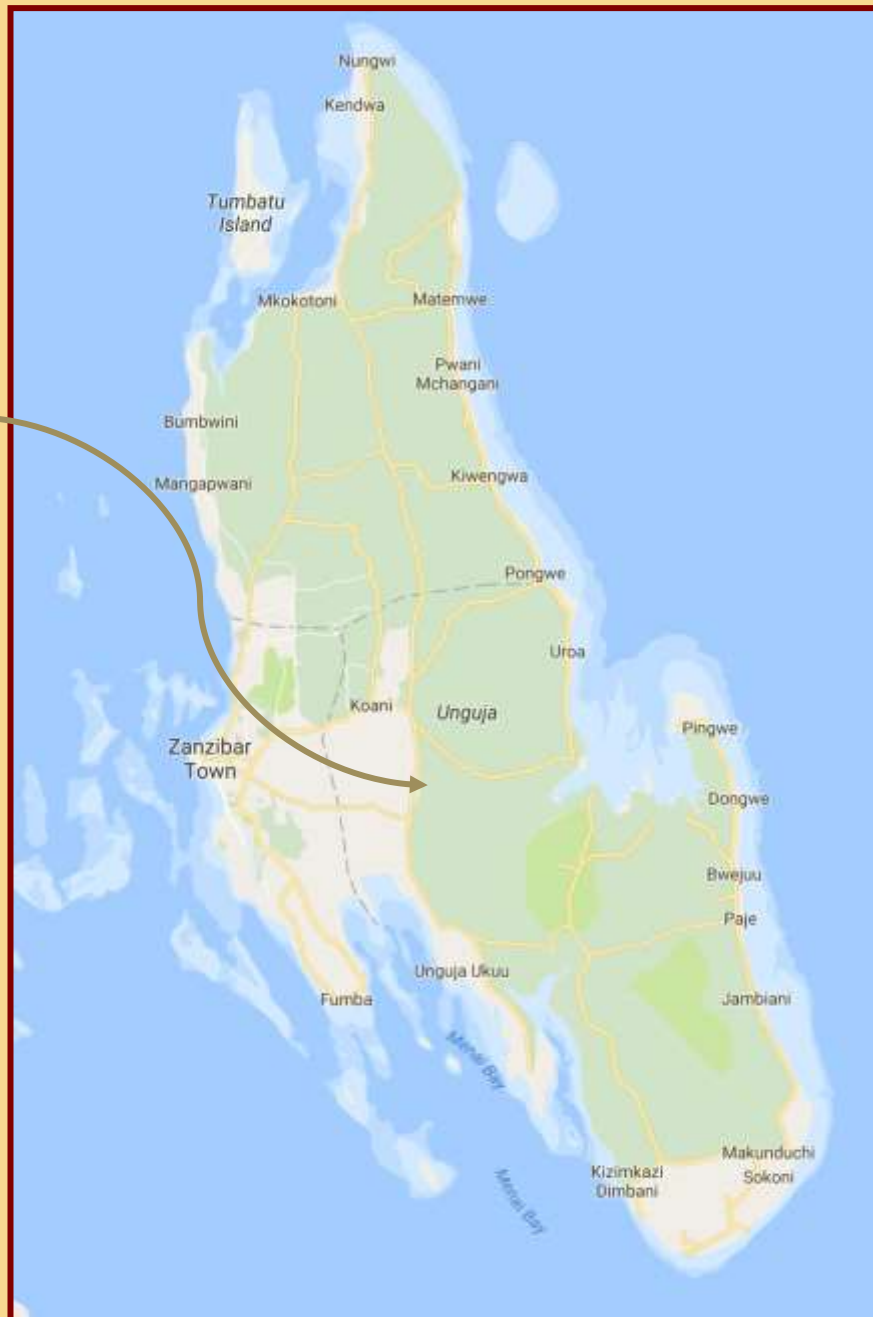 Nungwi
Kendwa
Tumbatu
Island
Mkokotoni
Matemwe
Pwani
Mchangani
Bumbwini
Kiwengwa
Mangapwani
Pongwe
Uroa
Koani
Unguja
Pingwe
Zanzibar
Town
Dongwe
Bwejuu
Paje
Unguja Ukuu
Fumba
Jambiani
Menai Bay
Makunduchi
Sokoni
Kizimkazi
Dimbani
Menai Bay